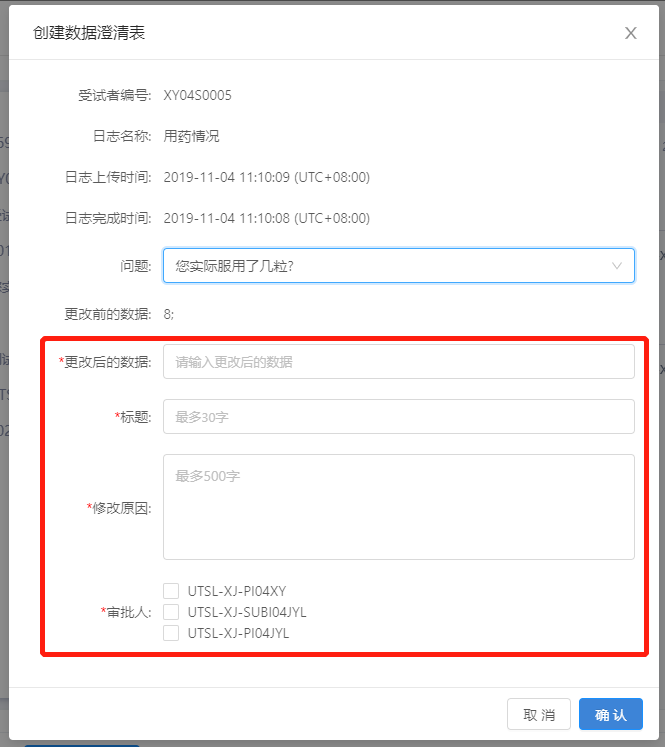 创建数据澄清表
受试者编号: XY04S0005
日志名称: 用药情况
日志上传时间: 2019-11-04 11:10:09 (UTC+08:00)
日志完成时间: 2019-11-04 11:10:08 (UTC+08:00)
问题: 您实际服用了几粒?
更改前的数据: 8;
*更改后的数据: 请输入更改后的数据
*标题: 最多30字
*修改原因: 最多500字
*审批人: UTSL-XJ-PI04XY
UTSL-XJ-SUBI04JYL
UTSL-XJ-PI04JYL
取 消 确 认